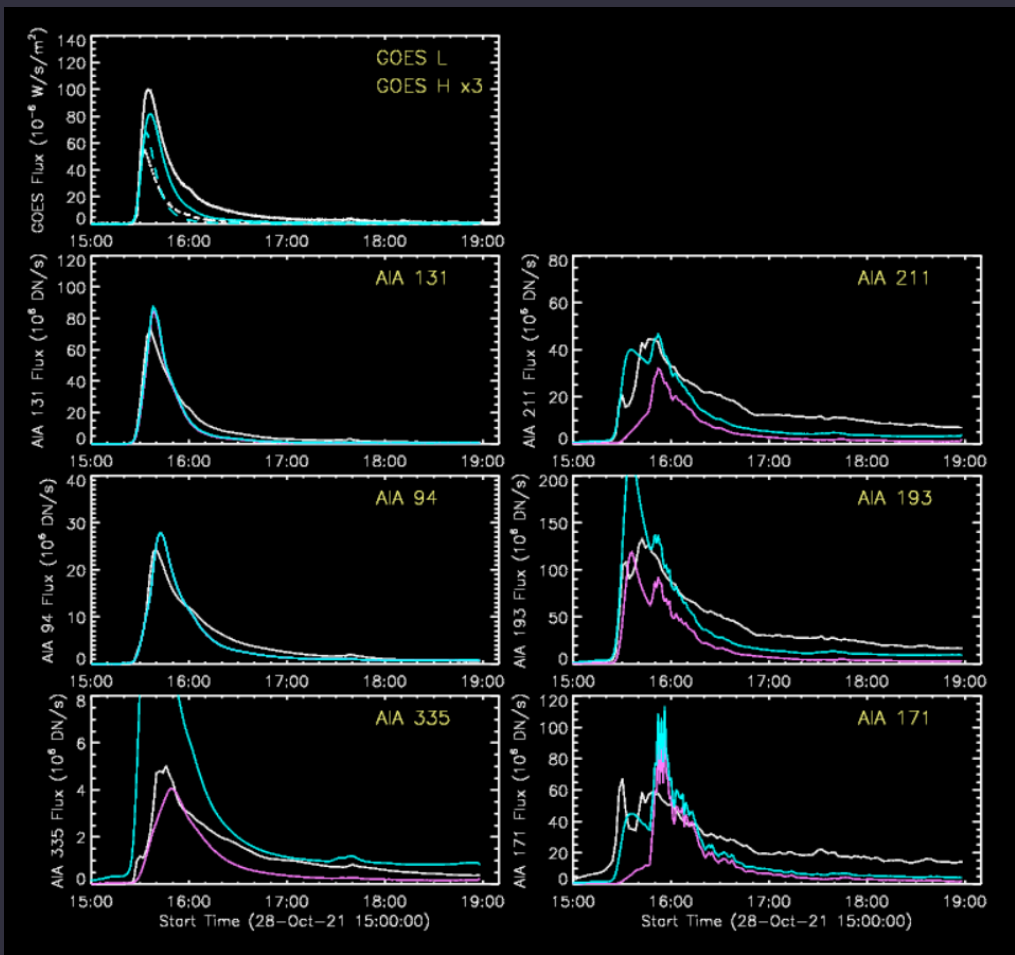 GOES Flux (10⁻⁶ W/s/m²)
140
120
100
80
60
40
20
0
GOES L
GOES H x3
15:00 16:00 17:00 18:00 19:00
AIA 131 Flux (10⁶ DN/s)
120
100
80
60
40
20
0
AIA 131
15:00 16:00 17:00 18:00 19:00
AIA 211 Flux (10⁶ DN/s)
80
60
40
20
0
AIA 211
15:00 16:00 17:00 18:00 19:00
AIA 94 Flux (10⁶ DN/s)
40
30
20
10
0
AIA 94
15:00 16:00 17:00 18:00 19:00
AIA 193 Flux (10⁶ DN/s)
200
150
100
50
0
AIA 193
15:00 16:00 17:00 18:00 19:00
AIA 335 Flux (10⁶ DN/s)
8
6
4
2
0
AIA 335
15:00 16:00 17:00 18:00 19:00
Start Time (28-Oct-21 15:00:00)
AIA 171 Flux (10⁶ DN/s)
120
100
80
60
40
20
0
AIA 171
15:00 16:00 17:00 18:00 19:00
Start Time (28-Oct-21 15:00:00)